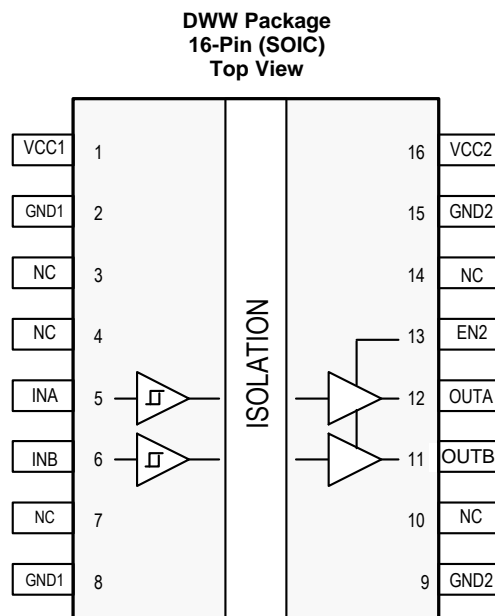 DWW Package
16-Pin (SOIC)
Top View
VCC1 1 16 VCC2
GND1 2 15 GND2
NC 3 14 NC
NC 4 13 EN2
INA 5 12 OUTA
INB 6 11 OUTB
NC 7 10 NC
GND1 8 9 GND2
ISOLATION